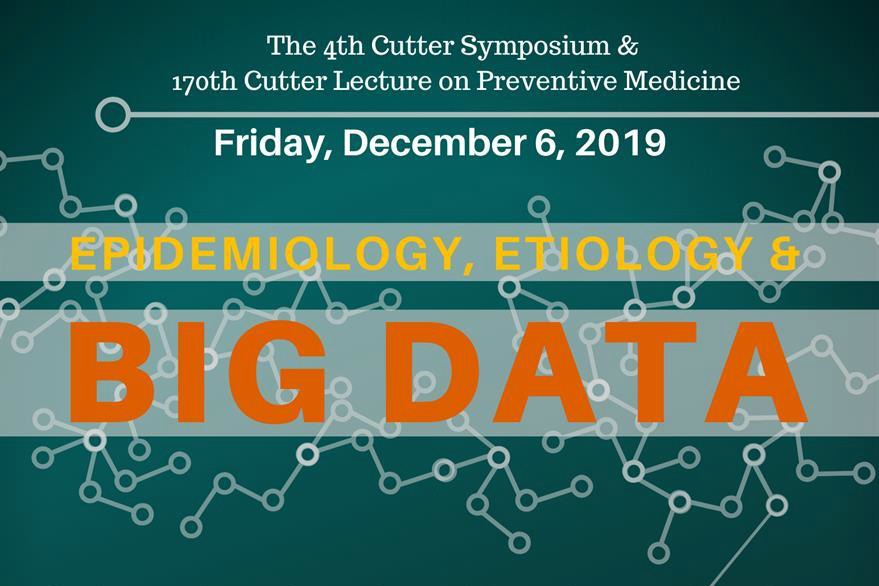 The 4th Cutter Symposium &
170th Cutter Lecture on Preventive Medicine
Friday, December 6, 2019
EPIDEMIOLOGY, ETIOLOGY &
BIG DATA